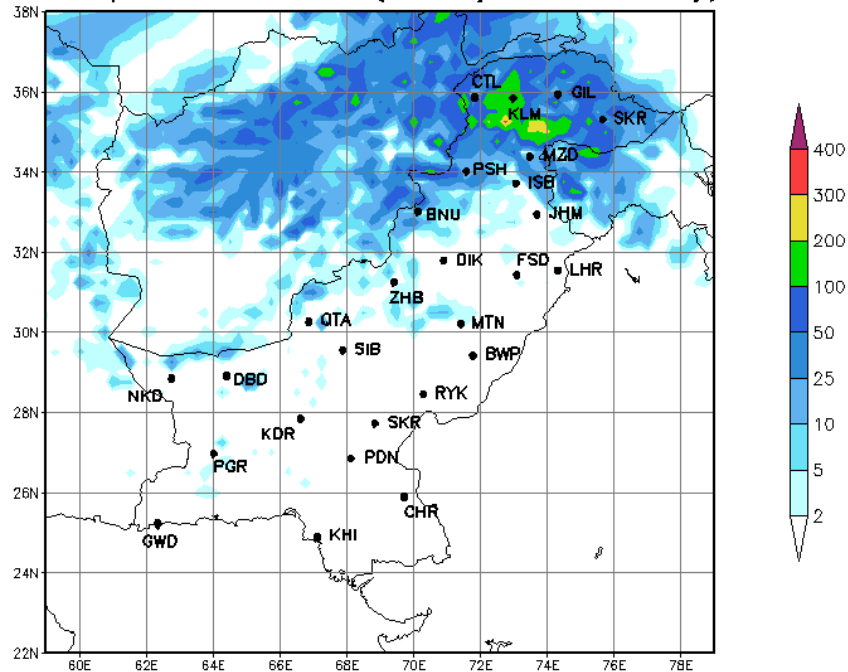 38N
36N
CTL
GIL
KLM
SKR
400
34N
PSH
MZD
ISB
300
BNU
JHM
200
32N
DIK
FSD
LHR
ZHB
100
30N
QTA
MTN
50
SIB
BWP
NKD
DBD
25
28N
RYK
KDR
SKR
10
PGR
PDN
5
26N
CHR
2
GWD
KHI
24N
22N
60E 62E 64E 66E 68E 70E 72E 74E 76E 78E